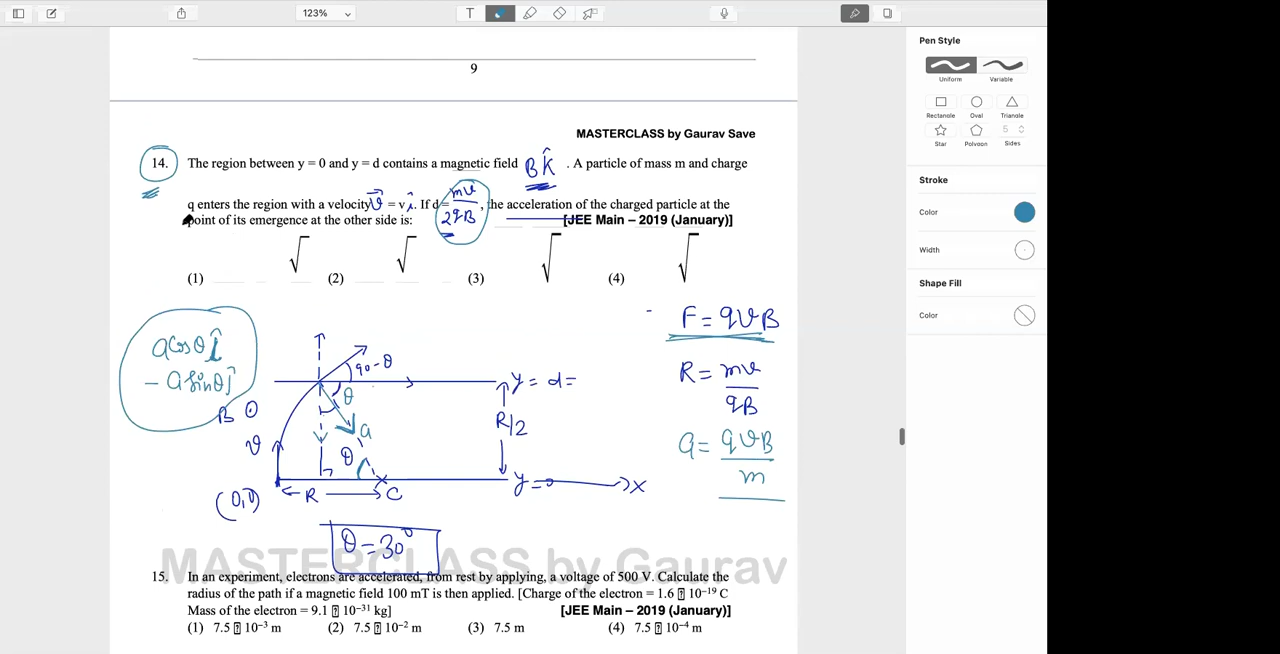 123%
T
9
Pen Style
Uniform
Variable
Rectangle
Oval
Triangle
Star
Polygon
5
Sides
Stroke
Color
Width
Shape Fill
Color
MASTERCLASS by Gaurav Save
14. The region between y = 0 and y = d contains a magnetic field B k̂ . A particle of mass m and charge
q enters the region with a velocity v⃗ = v î. If d = mv/2qB, the acceleration of the charged particle at the
point of its emergence at the other side is: [JEE Main – 2019 (January)]
(1) √ (2) √ (3) √ (4) √
a cosθ î
- a sinθ ĵ
F = qvB
R = mv/qB
a = qvB/m
90-θ
y = d=
θ
B ⊙
a
R/2
v
θ
y=0
x
(0,0)
R
C
θ = 30°
MASTERCLASS by Gaurav
15. In an experiment, electrons are accelerated, from rest by applying, a voltage of 500 V. Calculate the
radius of the path if a magnetic field 100 mT is then applied. [Charge of the electron = 1.6 10⁻¹⁹ C
Mass of the electron = 9.1 10⁻³¹ kg] [JEE Main – 2019 (January)]
(1) 7.5 10⁻³ m (2) 7.5 10⁻² m (3) 7.5 m (4) 7.5 10⁻⁴ m